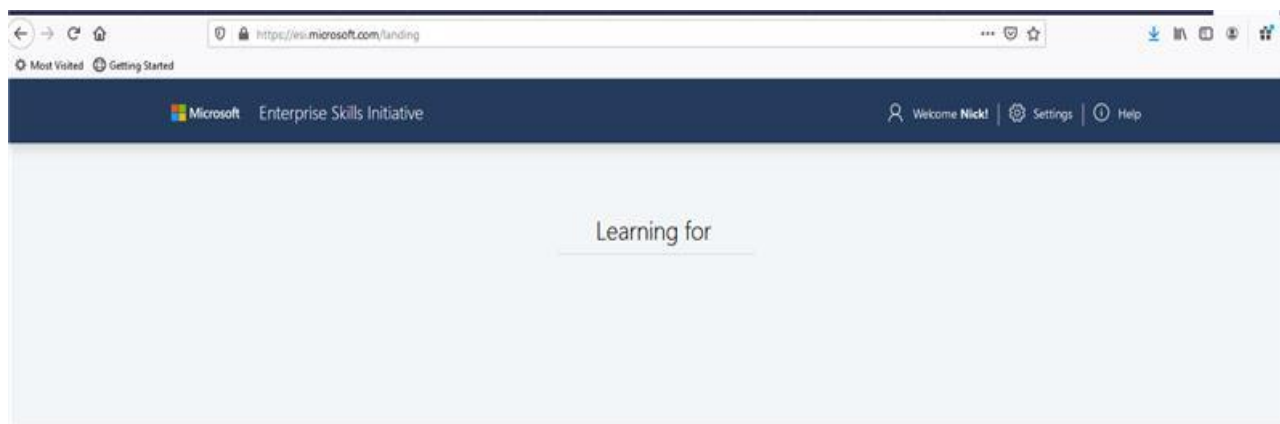 https://esi.microsoft.com/landing
Most Visited Getting Started
Microsoft Enterprise Skills Initiative Welcome Nick! | Settings | Help
Learning for